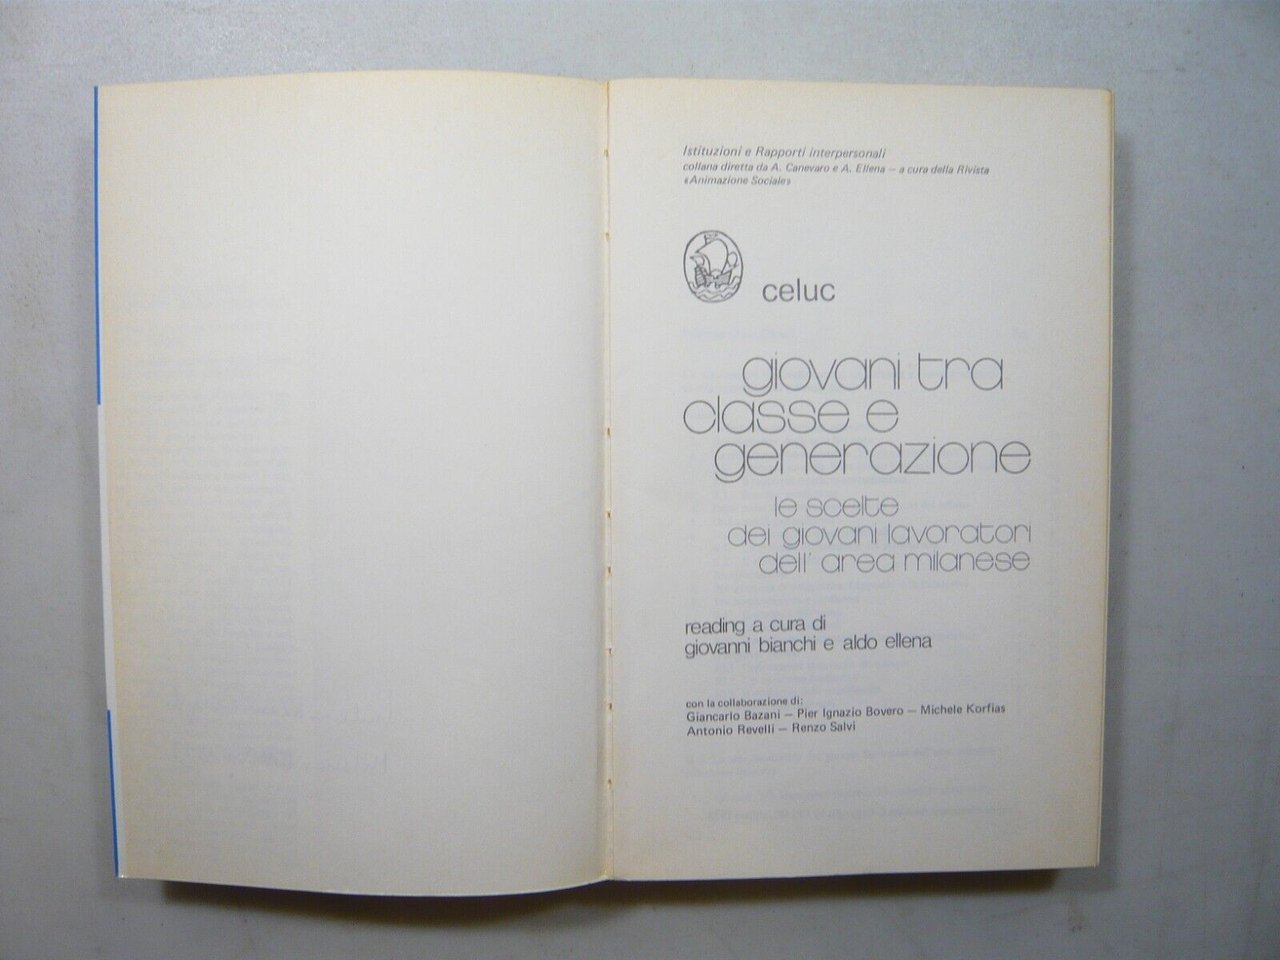 Istituzioni e Rapporti interpersonali
collana diretta da A. Canevaro e A. Ellena — a cura della Rivista
«Animazione Sociale»
celuc
giovani tra
classe e
generazione
le scelte
dei giovani lavoratori
dell' area milanese
reading a cura di
giovanni bianchi e aldo ellena
con la collaborazione di:
Giancarlo Bazani — Pier Ignazio Bovero — Michele Korfias
Antonio Revelli — Renzo Salvi